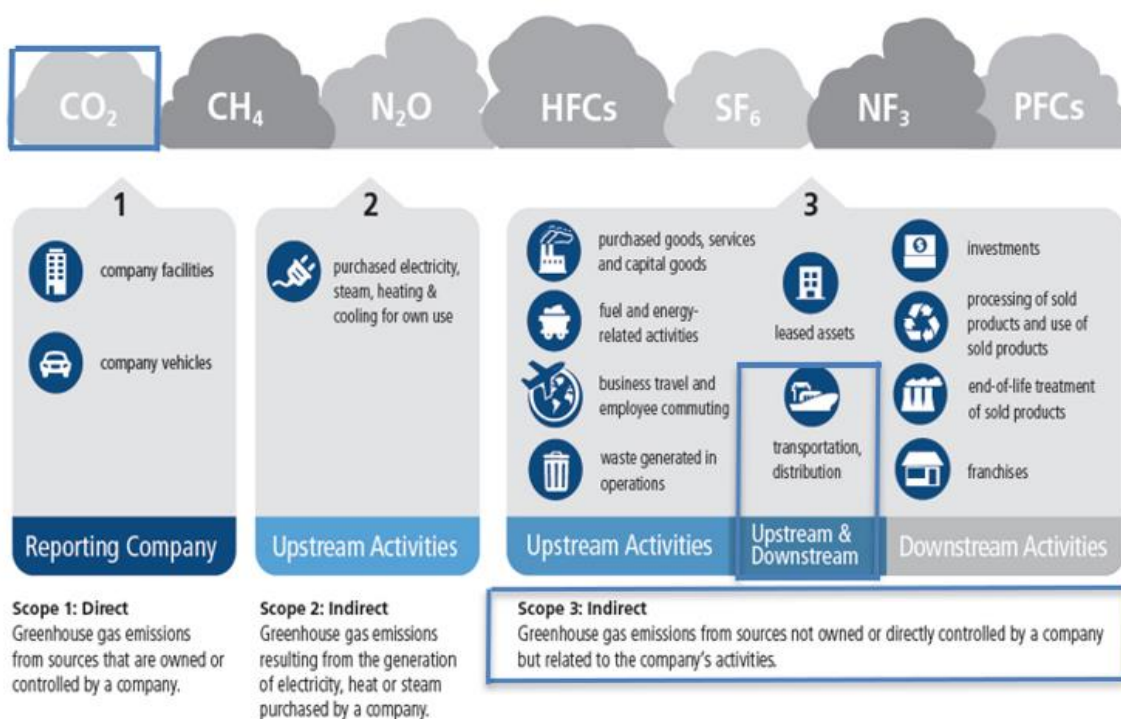 CO₂
CH₄
N₂O
HFCs
SF₆
NF₃
PFCs
1
company facilities
company vehicles
Reporting Company
2
purchased electricity,
steam, heating &
cooling for own use
Upstream Activities
3
purchased goods, services
and capital goods
fuel and energy-
related activities
business travel and
employee commuting
waste generated in
operations
Upstream Activities
leased assets
transportation,
distribution
Upstream &
Downstream
$
investments
processing of sold
products and use of
sold products
end-of-life treatment
of sold products
franchises
Downstream Activities
Scope 1: Direct
Greenhouse gas emissions
from sources that are owned or
controlled by a company.
Scope 2: Indirect
Greenhouse gas emissions
resulting from the generation
of electricity, heat or steam
purchased by a company.
Scope 3: Indirect
Greenhouse gas emissions from sources not owned or directly controlled by a company
but related to the company's activities.